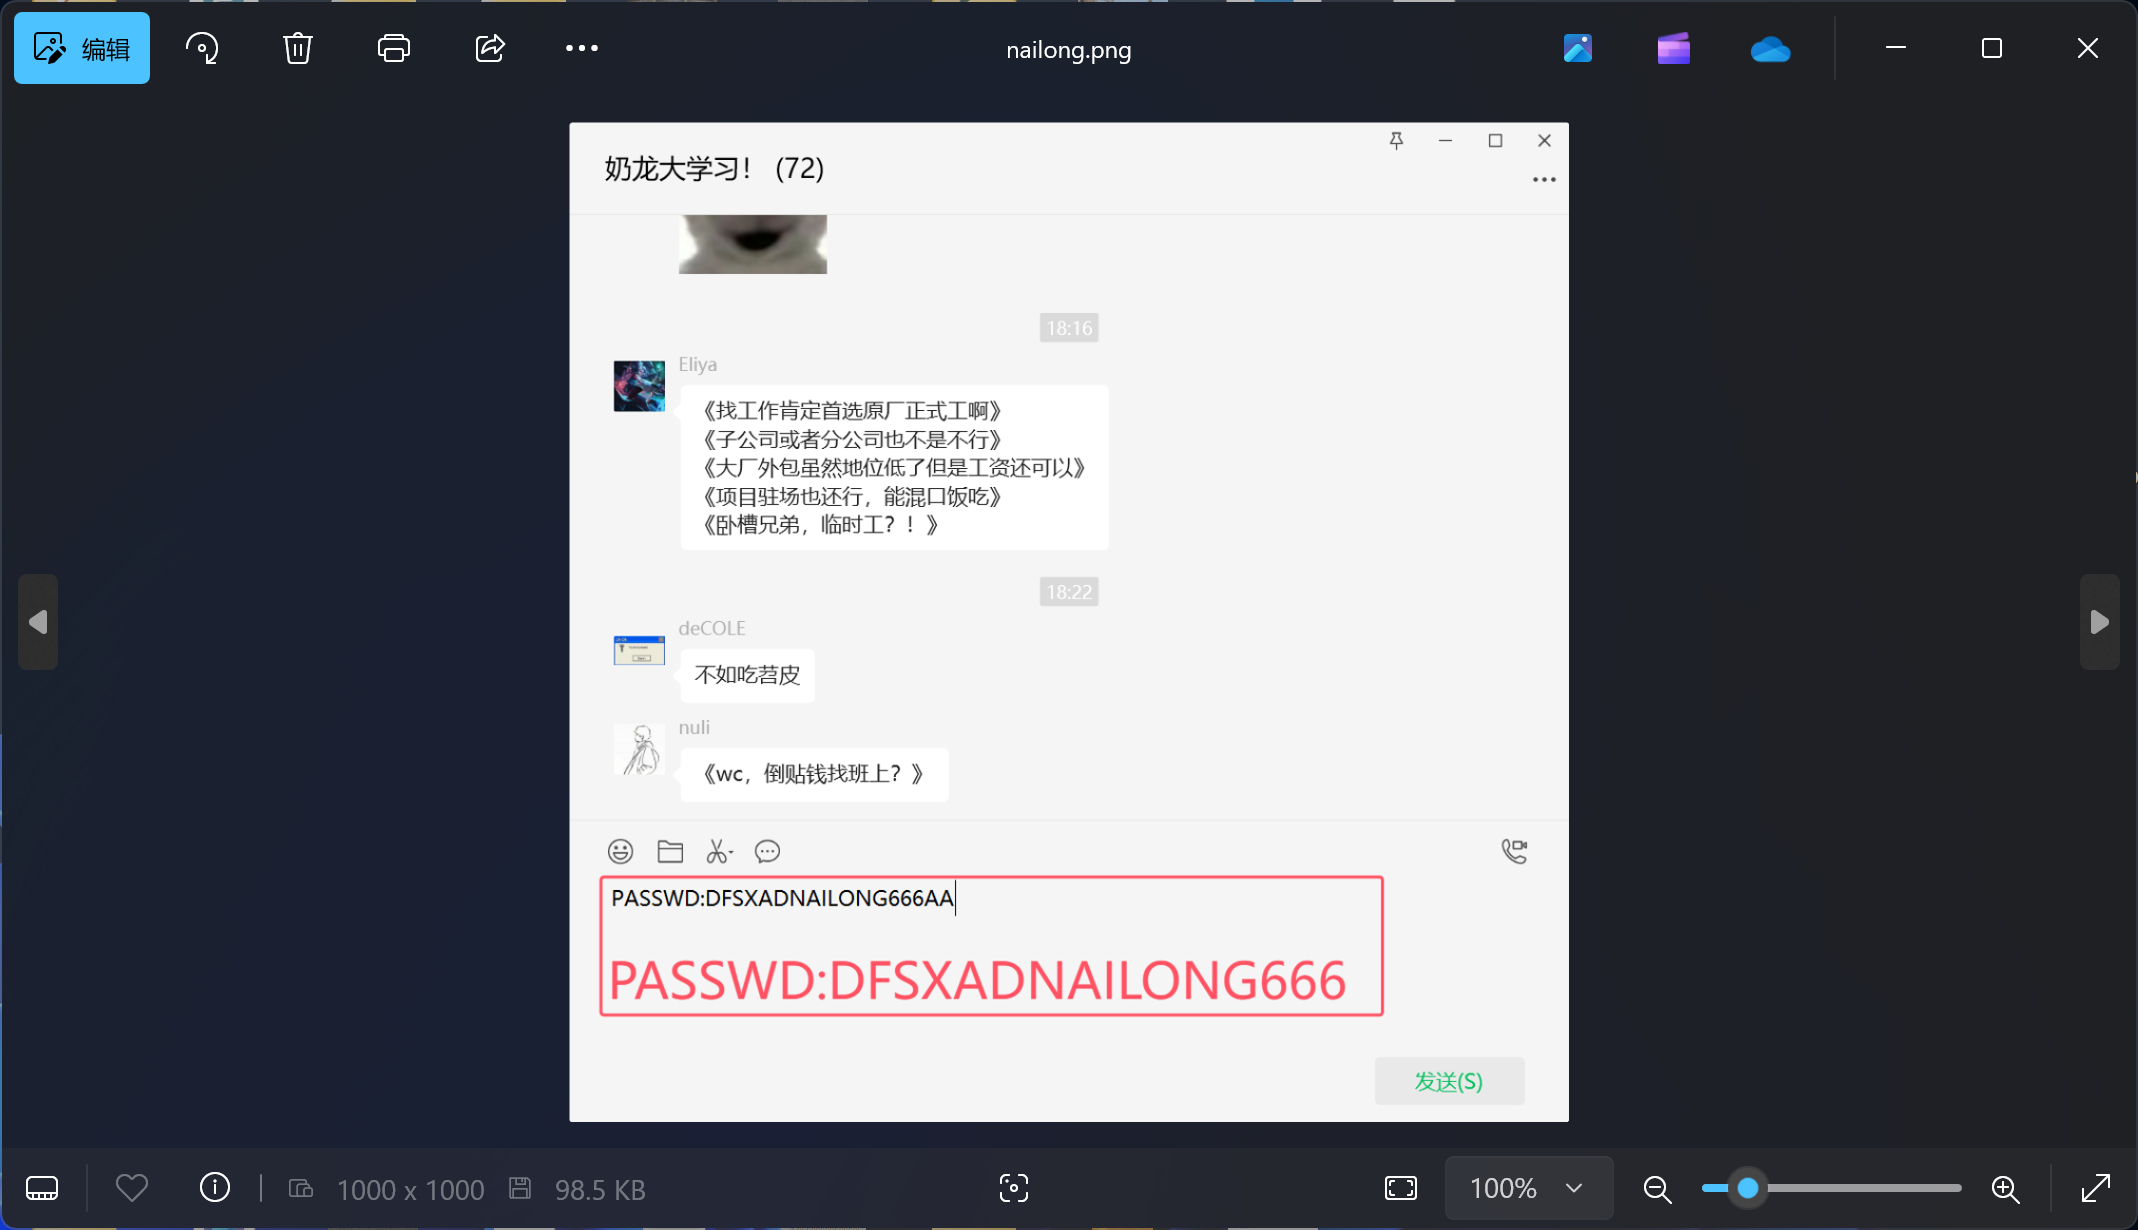 编辑
nailong.png
奶龙大学习！ (72)
18:16
Eliya
《找工作肯定首选原厂正式工啊》
《子公司或者分公司也不是不行》
《大厂外包虽然地位低了但是工资还可以》
《项目驻场也还行，能混口饭吃》
《卧槽兄弟，临时工？！》
18:22
deCOLE
不如吃苕皮
nuli
《wc，倒贴钱找班上？》
PASSWD:DFSXADNAILONG666AA
PASSWD:DFSXADNAILONG666
发送(S)
1000 x 1000
98.5 KB
100%